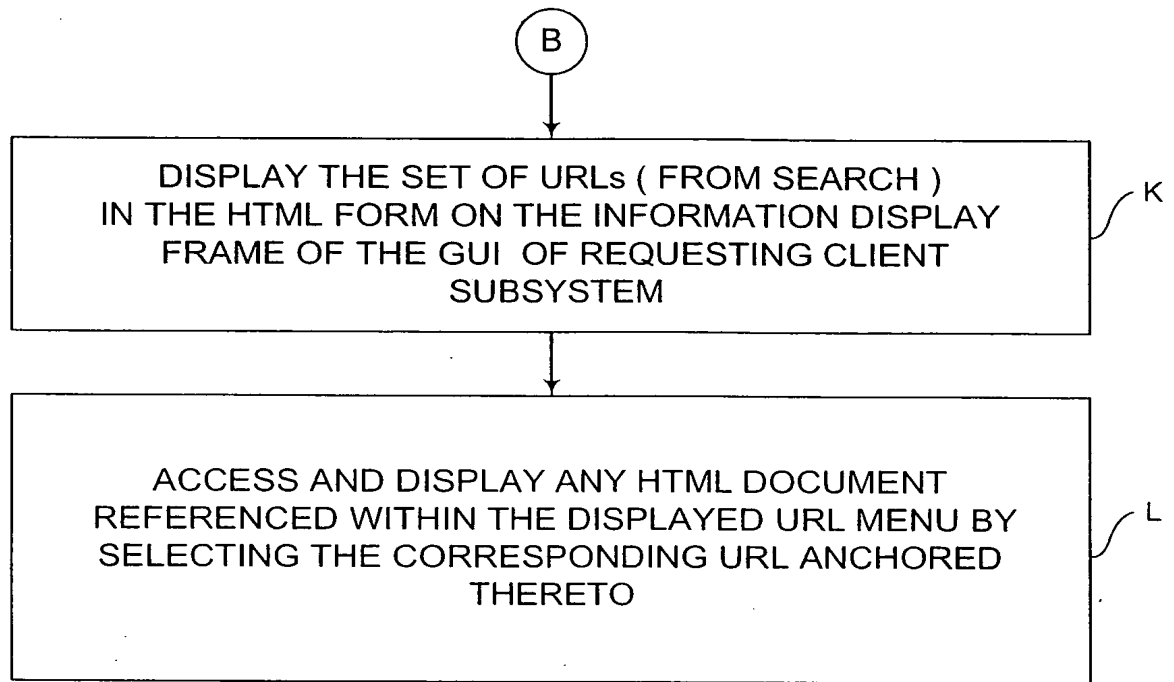 B
DISPLAY THE SET OF URLs ( FROM SEARCH )
IN THE HTML FORM ON THE INFORMATION DISPLAY
FRAME OF THE GUI OF REQUESTING CLIENT
SUBSYSTEM
K
ACCESS AND DISPLAY ANY HTML DOCUMENT
REFERENCED WITHIN THE DISPLAYED URL MENU BY
SELECTING THE CORRESPONDING URL ANCHORED
THERETO
L